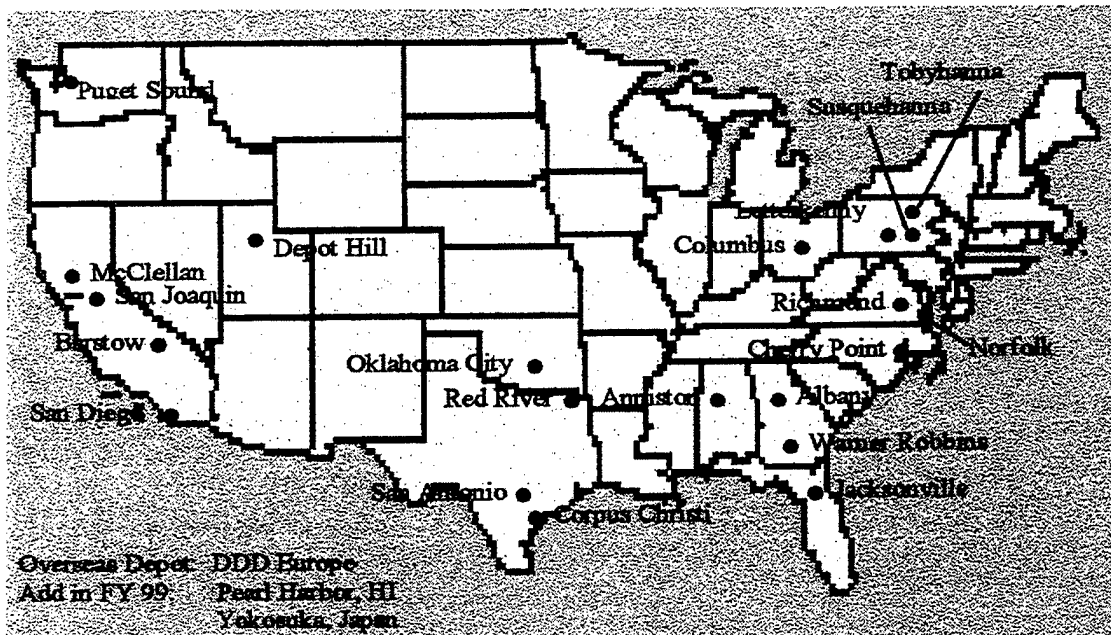 Tobyhanna
Susquehanna
Puget Sound
Letterkenny
Columbus
Depot Hill
McClellan
San Joaquin
Richmond
Barstow
Norfolk
Cherry Point
Oklahoma City
Red River
Anniston
Albany
San Diego
Warner Robbins
San Antonio
Jacksonville
Corpus Christi
Overseas Depot: DDD Europe
Add in FY 99: Pearl Harbor, HI
Yokosuka, Japan